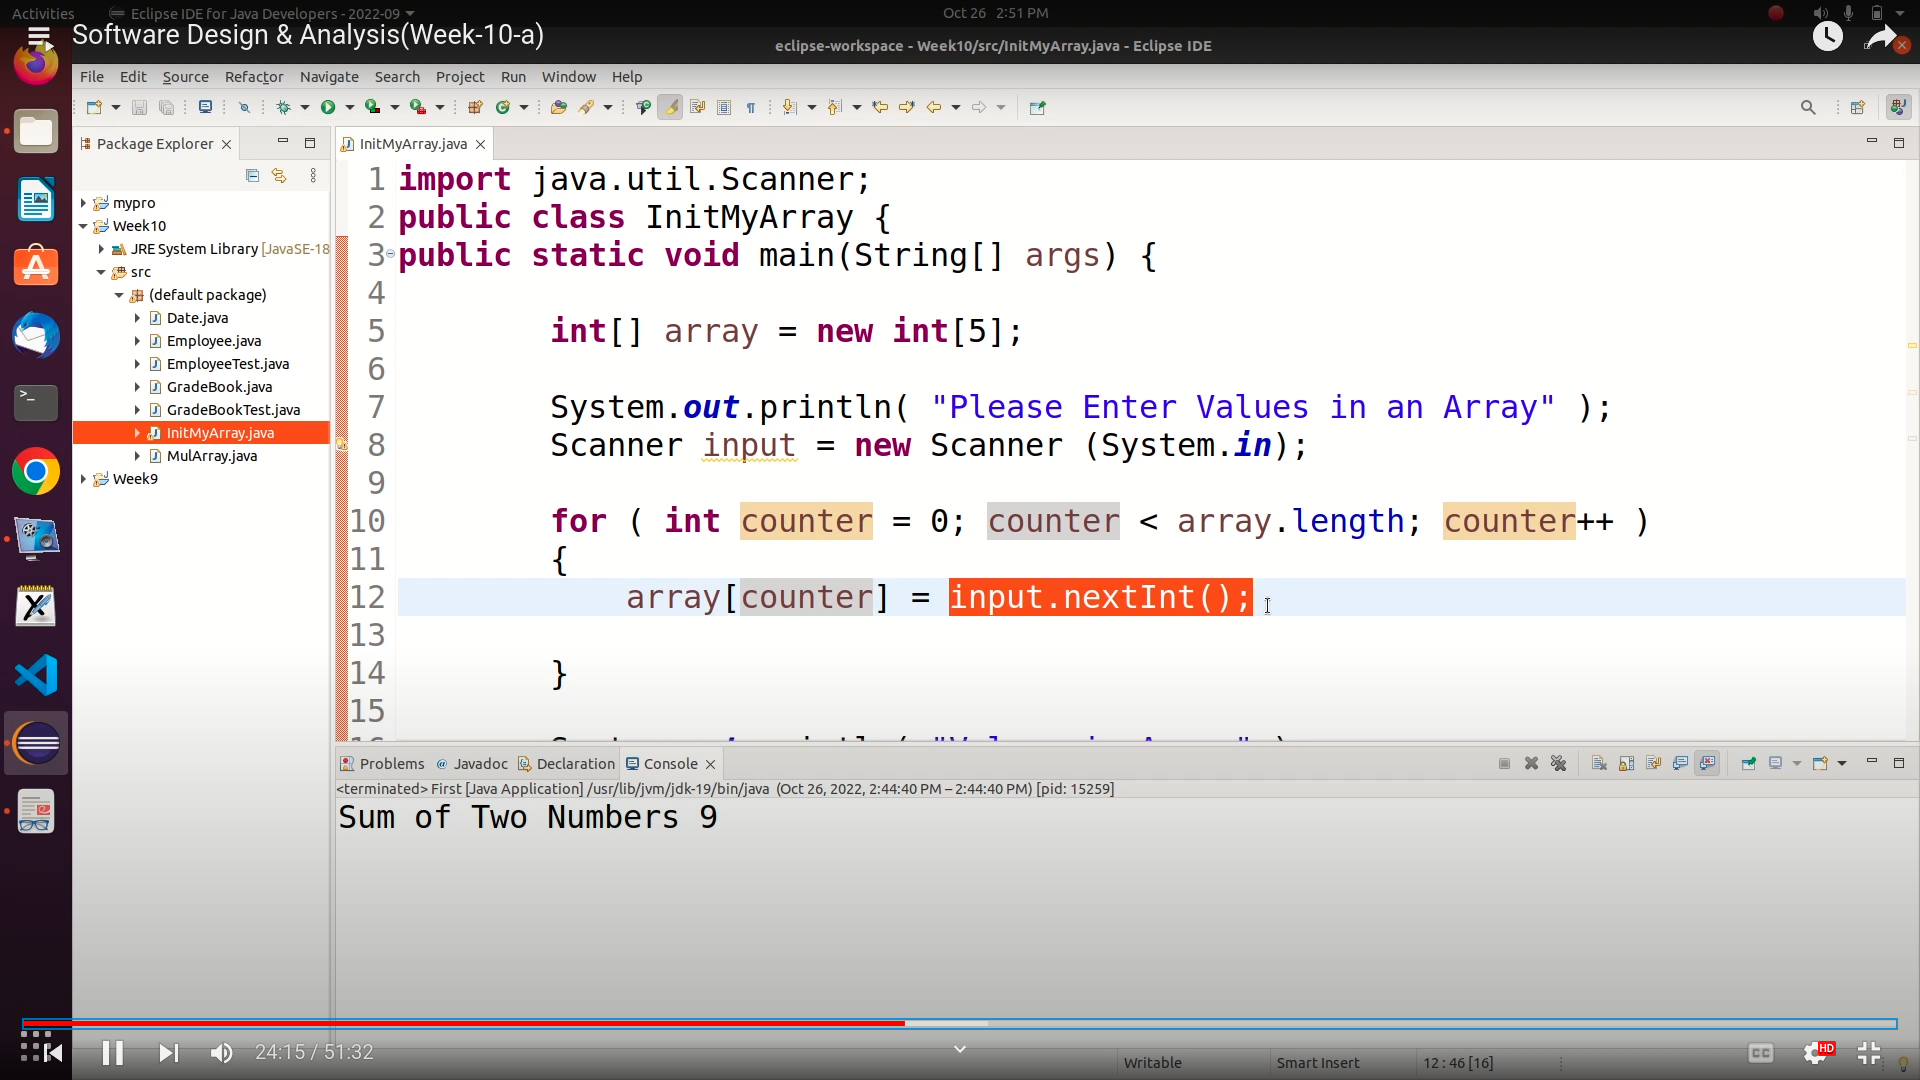 Activities
Eclipse IDE for Java Developers - 2022-09
Oct 26 2:51 PM
Software Design & Analysis(Week-10-a)
eclipse-workspace - Week10/src/InitMyArray.java - Eclipse IDE
File Edit Source Refactor Navigate Search Project Run Window Help
Package Explorer
InitMyArray.java
mypro
Week10
JRE System Library [JavaSE-18
src
(default package)
Date.java
Employee.java
EmployeeTest.java
GradeBook.java
GradeBookTest.java
InitMyArray.java
MulArray.java
Week9
1 import java.util.Scanner;
2 public class InitMyArray {
3 public static void main(String[] args) {
4
5 int[] array = new int[5];
6
7 System.out.println( "Please Enter Values in an Array" );
8 Scanner input = new Scanner (System.in);
9
10 for ( int counter = 0; counter < array.length; counter++ )
11 {
12 array[counter] = input.nextInt();
13
14 }
15
Problems Javadoc Declaration Console
<terminated> First [Java Application] /usr/lib/jvm/jdk-19/bin/java (Oct 26, 2022, 2:44:40 PM – 2:44:40 PM) [pid: 15259]
Sum of Two Numbers 9
24:15 / 51:32
CC
HD
Writable
Smart Insert
12 : 46 [16]